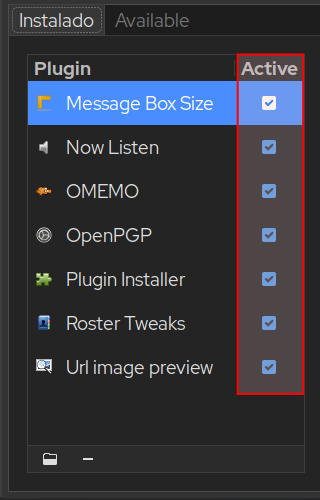 Instalado Available
Plugin Active
Message Box Size
Now Listen
OMEMO
OpenPGP
Plugin Installer
Roster Tweaks
Url image preview